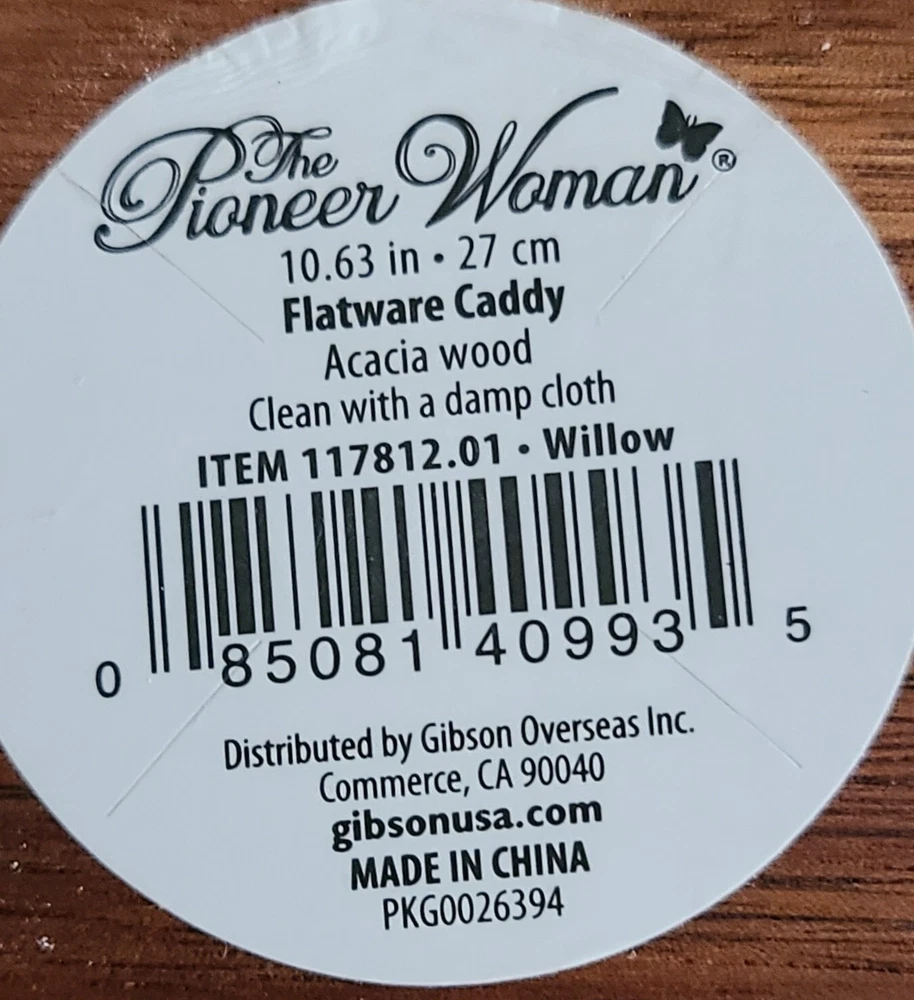 The
Pioneer Woman®
10.63 in • 27 cm
Flatware Caddy
Acacia wood
Clean with a damp cloth
ITEM 117812.01 • Willow
0 85081 40993 5
Distributed by Gibson Overseas Inc.
Commerce, CA 90040
gibsonusa.com
MADE IN CHINA
PKG0026394